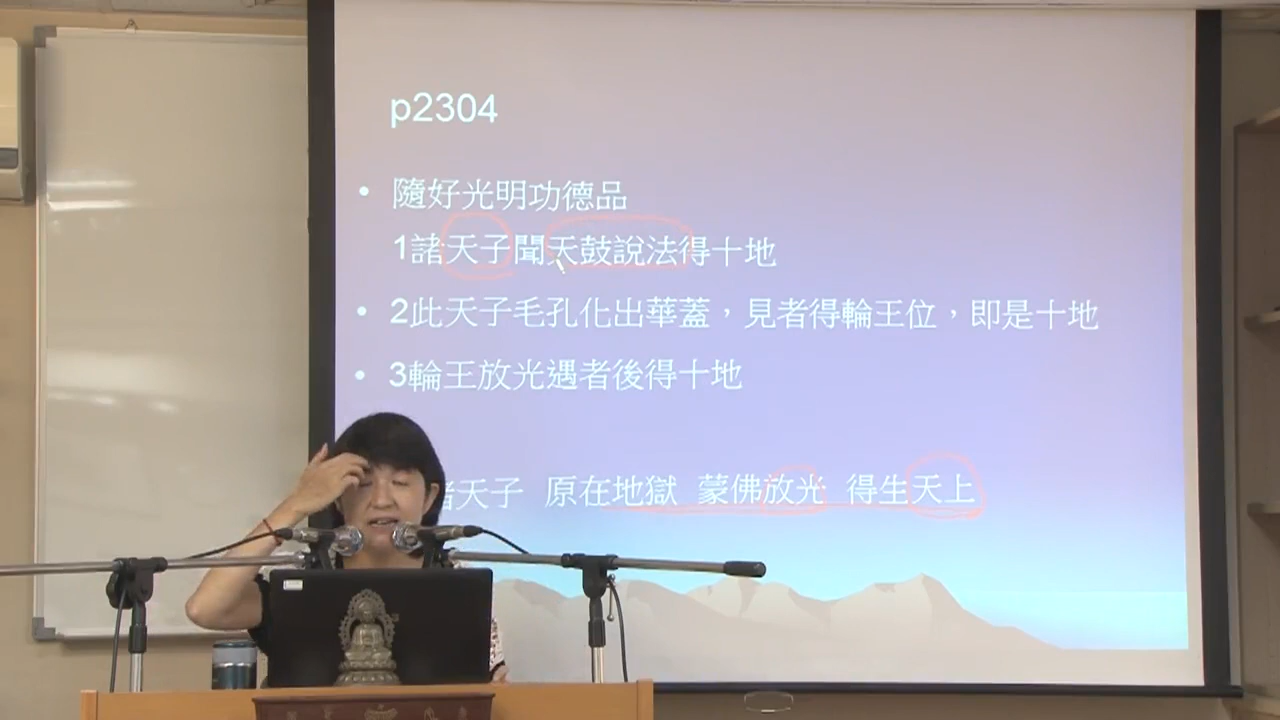 p2304
• 隨好光明功德品
1諸天子聞天鼓說法得十地
• 2此天子毛孔化出華蓋，見者得輪王位，即是十地
• 3輪王放光遇者後得十地
諸天子 原在地獄 蒙佛放光 得生天上